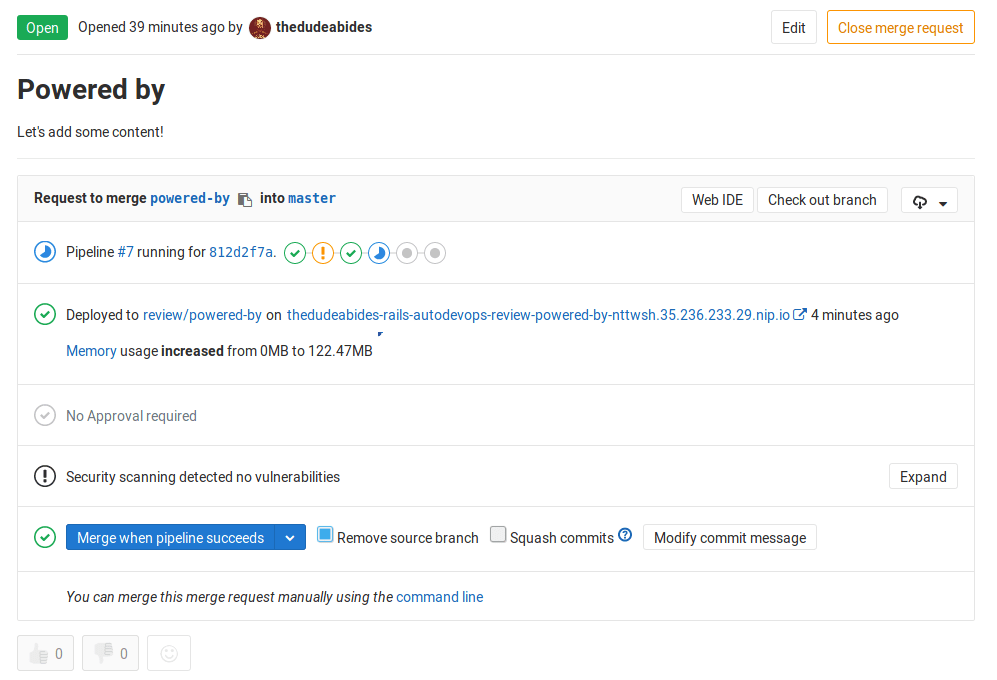 Open Opened 39 minutes ago by thedudeabides Edit Close merge request
Powered by
Let's add some content!
Request to merge powered-by into master Web IDE Check out branch
Pipeline #7 running for 812d2f7a.
Deployed to review/powered-by on thedudeabides-rails-autodevops-review-powered-by-nttwsh.35.236.233.29.nip.io 4 minutes ago
Memory usage increased from 0MB to 122.47MB
No Approval required
Security scanning detected no vulnerabilities Expand
Merge when pipeline succeeds Remove source branch Squash commits ? Modify commit message
You can merge this merge request manually using the command line
0 0